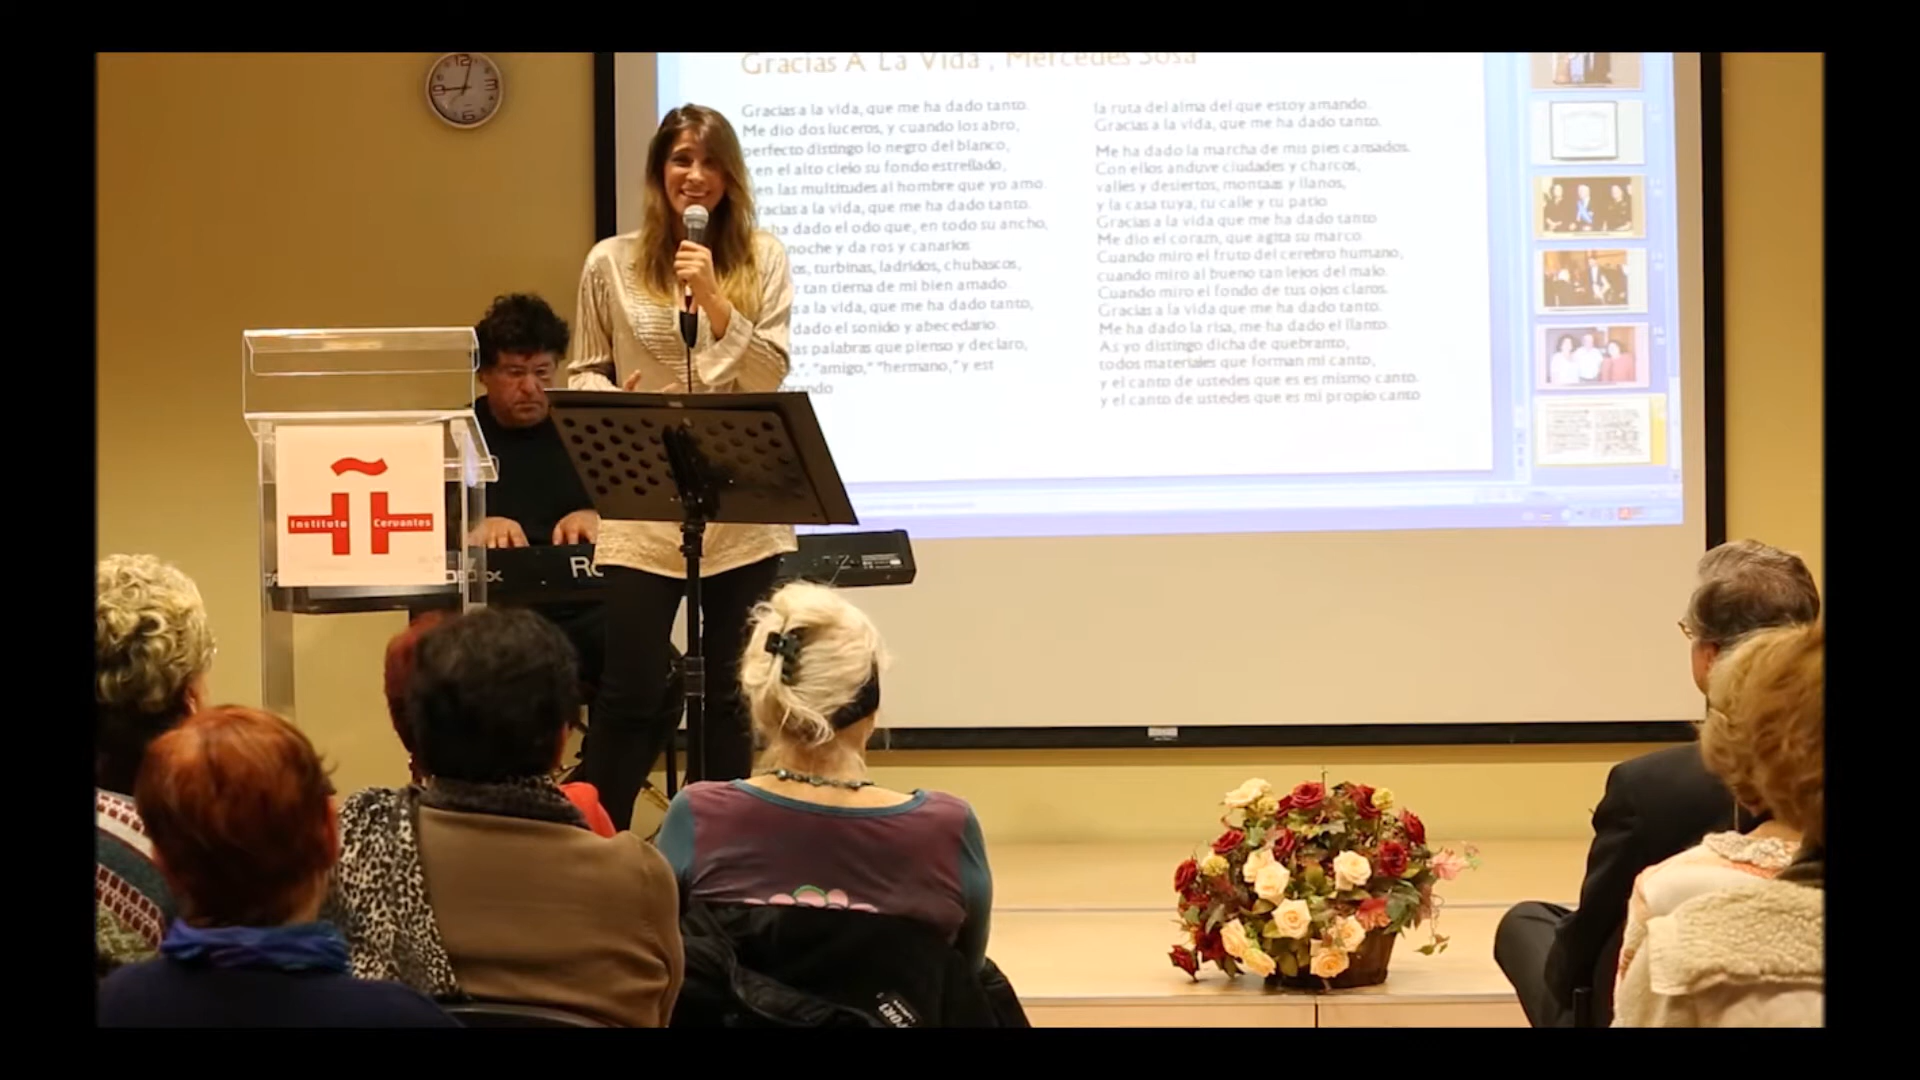 Gracias A La Vida , Mercedes Sosa
Gracias a la vida, que me ha dado tanto.
Me dio dos luceros, y cuando los abro,
perfecto distingo lo negro del blanco,
en el alto cielo su fondo estrellado,
en las multitudes al hombre que yo amo.
racias a la vida, que me ha dado tanto.
ha dado el odo que, en todo su ancho,
noche y da ros y canarios
os, turbinas, ladridos, chubascos,
r tan tierna de mi bien amado.
s a la vida, que me ha dado tanto,
dado el sonido y abecedario.
las palabras que pienso y declaro,
"amigo," "hermano," y est
brando
la ruta del alma del que estoy amando.
Gracias a la vida, que me ha dado tanto.
Me ha dado la marcha de mis pies cansados.
Con ellos anduve ciudades y charcos,
valles y desiertos, montaas y llanos,
y la casa tuya, tu calle y tu patio
Gracias a la vida que me ha dado tanto
Me dio el corazn, que agita su marco.
Cuando miro el fruto del cerebro humano,
cuando miro al bueno tan lejos del malo.
Cuando miro el fondo de tus ojos claros.
Gracias a la vida que me ha dado tanto.
Me ha dado la risa, me ha dado el llanto.
As yo distingo dicha de quebranto,
todos materiales que forman mi canto,
y el canto de ustedes que es es mismo canto.
y el canto de ustedes que es mi propio canto
Instituto Cervantes
Ro
12
3
6
9
PORT